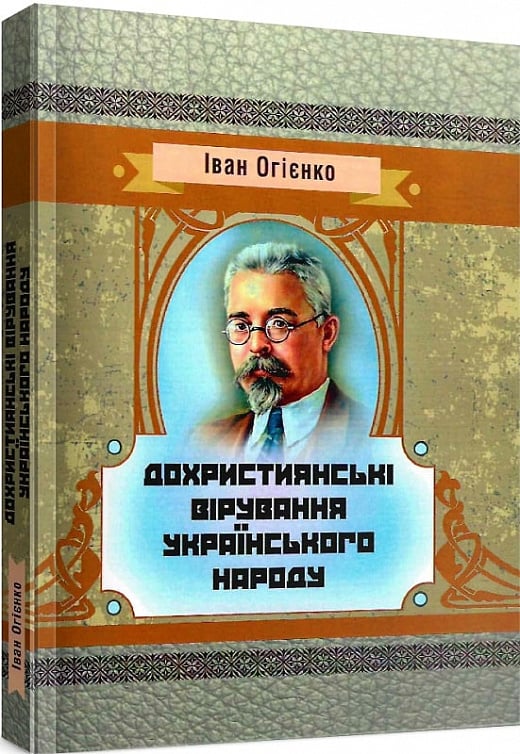 Іван Огієнко
ДОХРИСТИЯНСЬКІ
ВІРУВАННЯ
УКРАЇНСЬКОГО
НАРОДУ
ДОХРИСТИЯНСЬКІ ВІРУВАННЯ
УКРАЇНСЬКОГО НАРОДУ
Іван Огієнко